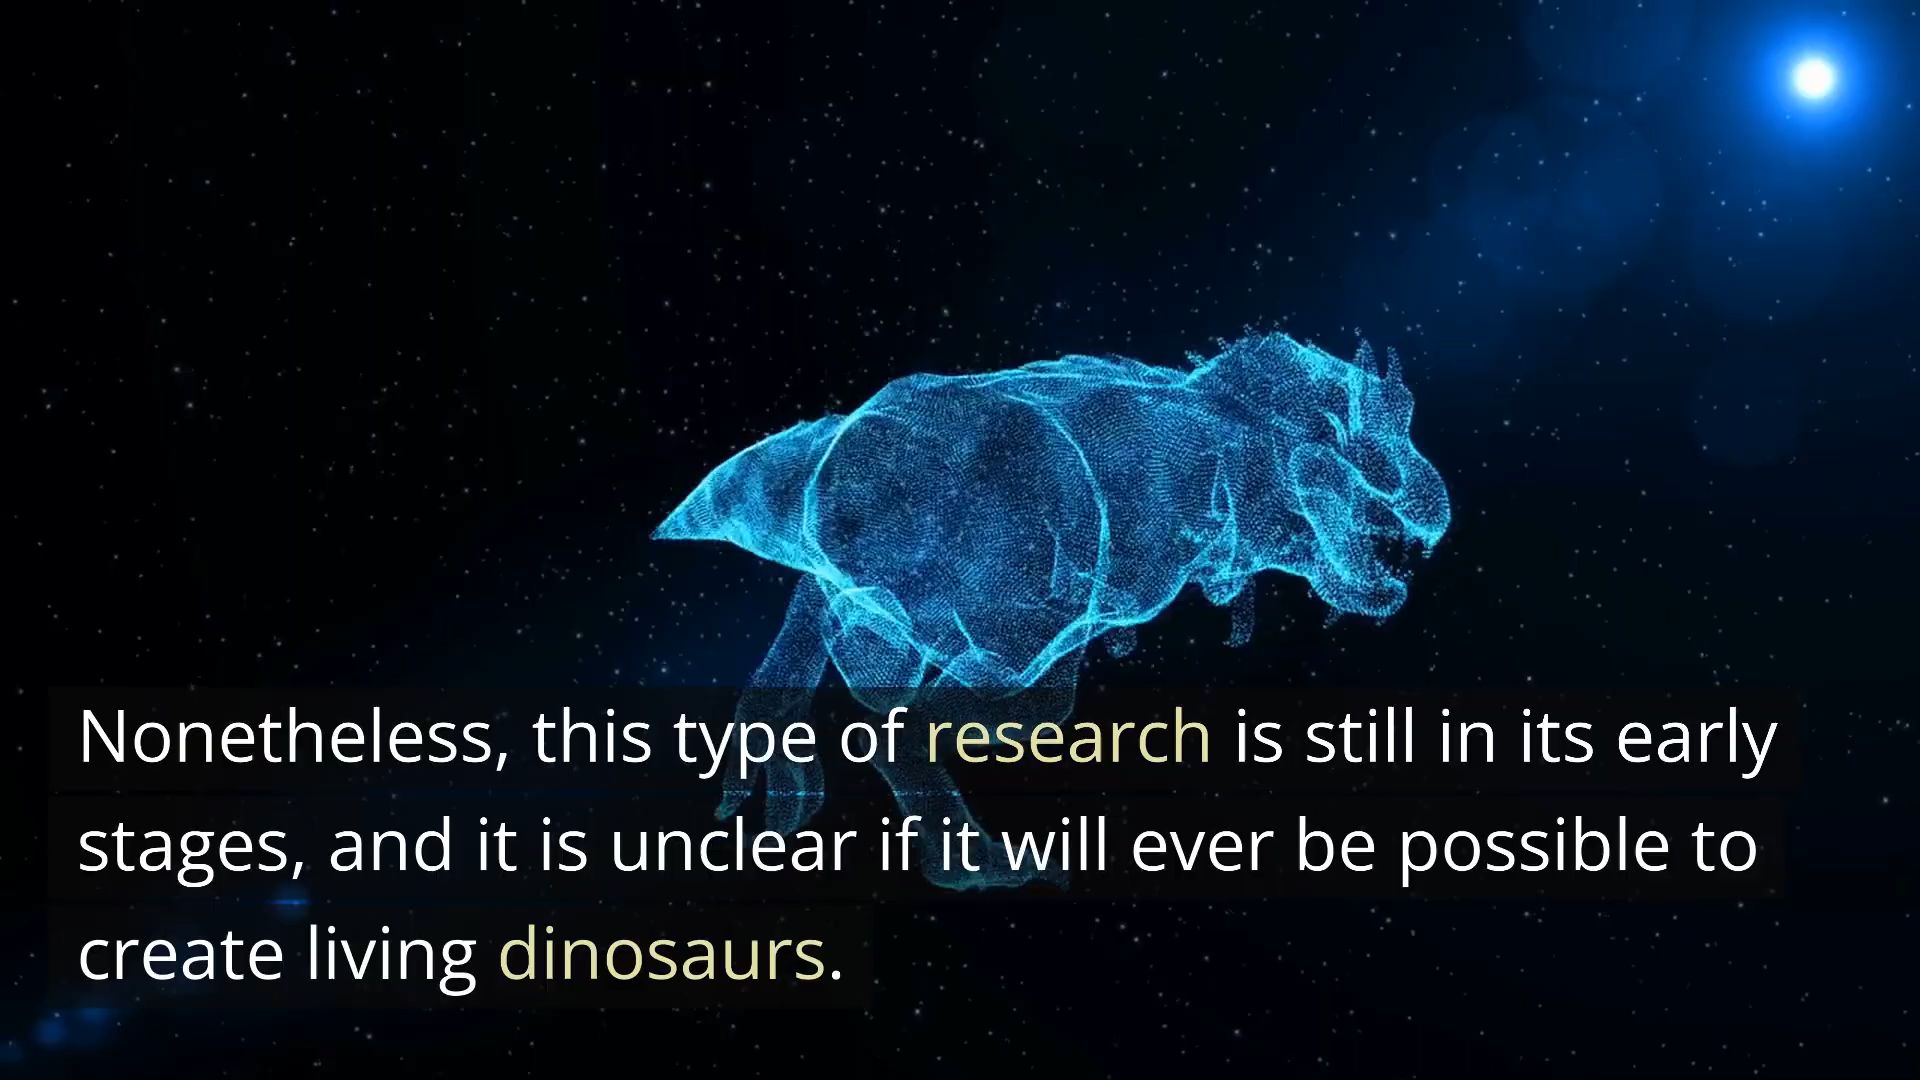 Nonetheless, this type of research is still in its early
stages, and it is unclear if it will ever be possible to
create living dinosaurs.